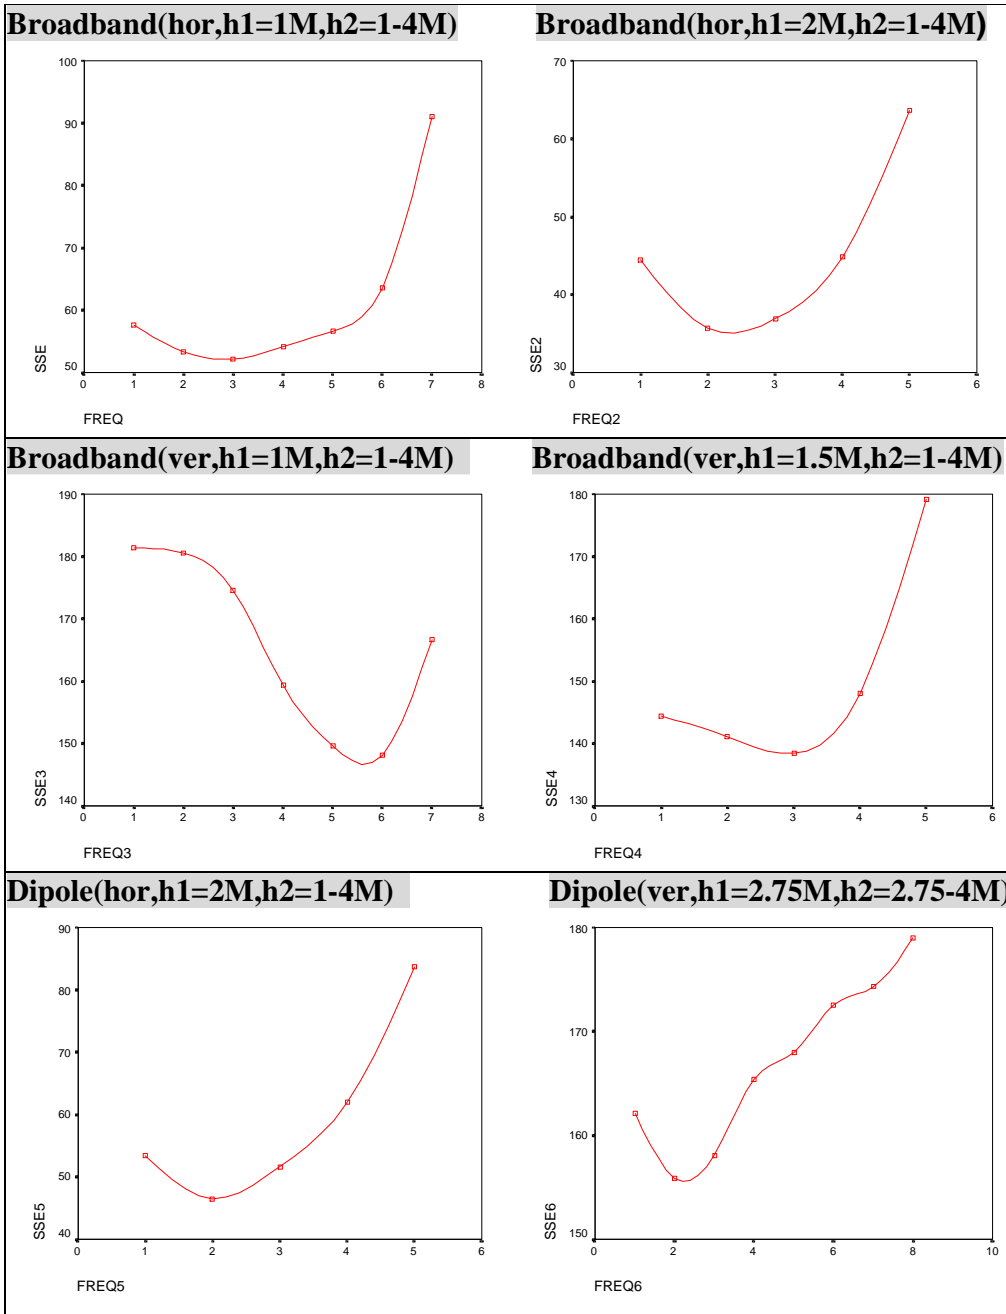 Broadband(hor,h1=1M,h2=1-4M)
SSE
100
90
80
70
60
50
0 1 2 3 4 5 6 7 8
FREQ
Broadband(hor,h1=2M,h2=1-4M)
SSE2
70
60
50
40
30
0 1 2 3 4 5 6
FREQ2
Broadband(ver,h1=1M,h2=1-4M)
SSE3
190
180
170
160
150
140
0 1 2 3 4 5 6 7 8
FREQ3
Broadband(ver,h1=1.5M,h2=1-4M)
SSE4
180
170
160
150
140
130
0 1 2 3 4 5 6
FREQ4
Dipole(hor,h1=2M,h2=1-4M)
SSE5
90
80
70
60
50
40
0 1 2 3 4 5 6
FREQ5
Dipole(ver,h1=2.75M,h2=2.75-4M)
SSE6
180
170
160
150
0 2 4 6 8 10
FREQ6